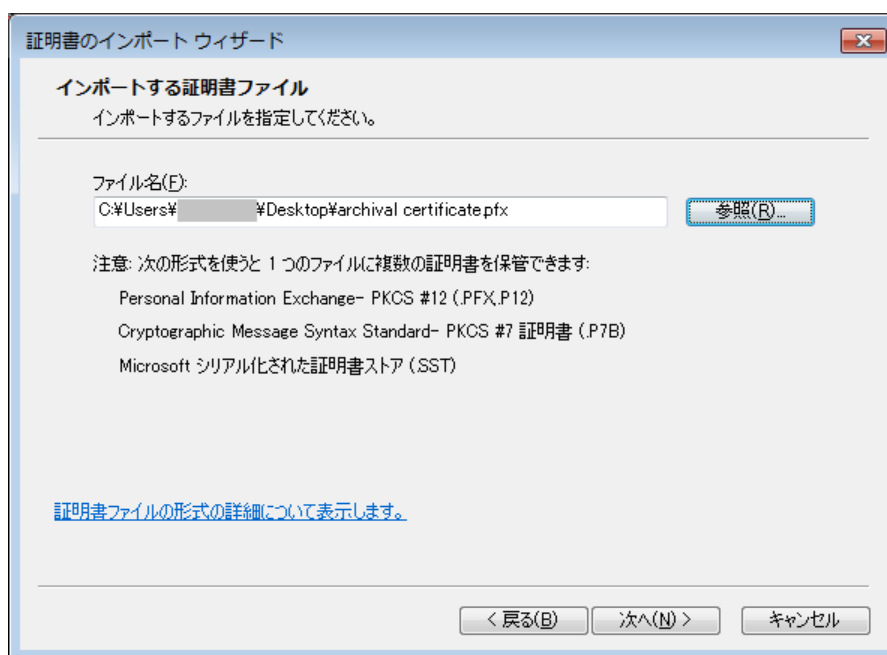 証明書のインポート ウィザード
インポートする証明書ファイル
インポートするファイルを指定してください。
ファイル名(F):
C:¥Users¥ ¥Desktop¥archival certificate.pfx
参照(R)...
注意: 次の形式を使うと 1 つのファイルに複数の証明書を保管できます:
Personal Information Exchange- PKCS #12 (.PFX,.P12)
Cryptographic Message Syntax Standard- PKCS #7 証明書 (.P7B)
Microsoft シリアル化された証明書ストア (.SST)
証明書ファイルの形式の詳細について表示します。
< 戻る(B)
次へ(N) >
キャンセル